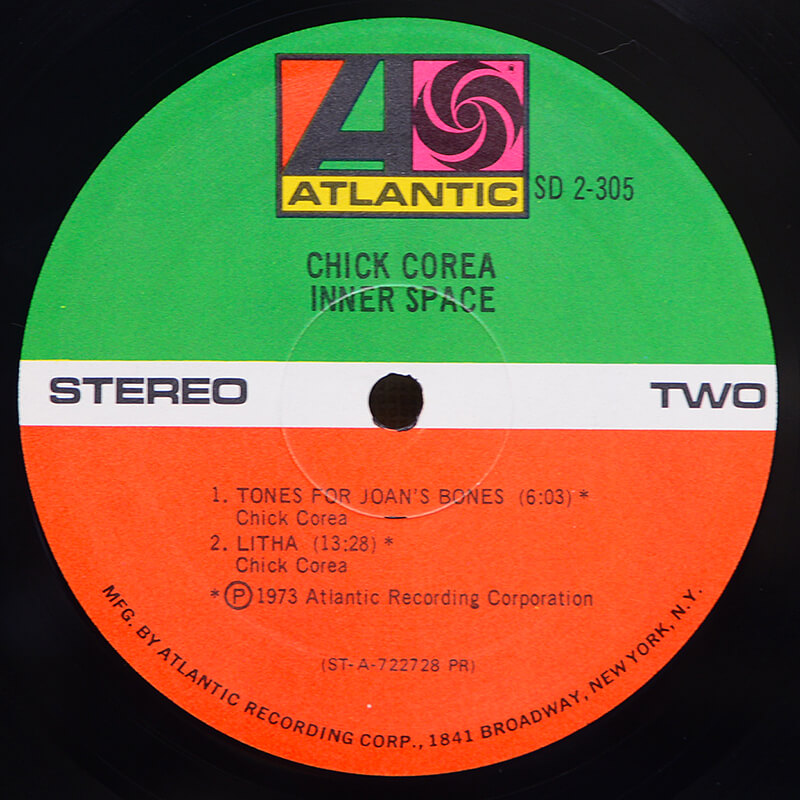 ATLANTIC
SD 2-305
CHICK COREA
INNER SPACE
STEREO
TWO
1. TONES FOR JOAN'S BONES (6:03) *
Chick Corea
2. LITHA (13:28) *
Chick Corea
* Ⓟ 1973 Atlantic Recording Corporation
(ST-A-722728 PR)
MFG. BY ATLANTIC RECORDING CORP., 1841 BROADWAY, NEW YORK, N.Y.